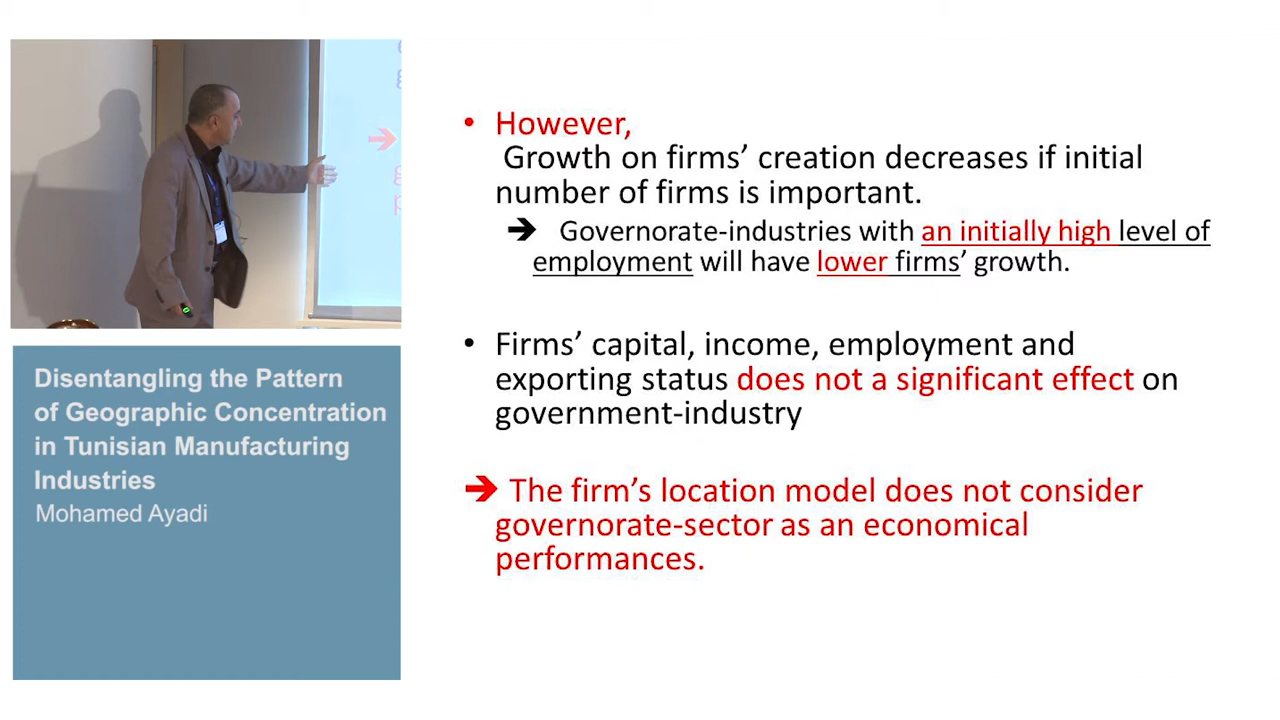 • However,
Growth on firms’ creation decreases if initial
number of firms is important.
➔ Governorate-industries with an initially high level of
employment will have lower firms’ growth.
• Firms’ capital, income, employment and
exporting status does not a significant effect on
government-industry
➔ The firm’s location model does not consider
governorate-sector as an economical
performances.
Disentangling the Pattern
of Geographic Concentration
in Tunisian Manufacturing
Industries
Mohamed Ayadi